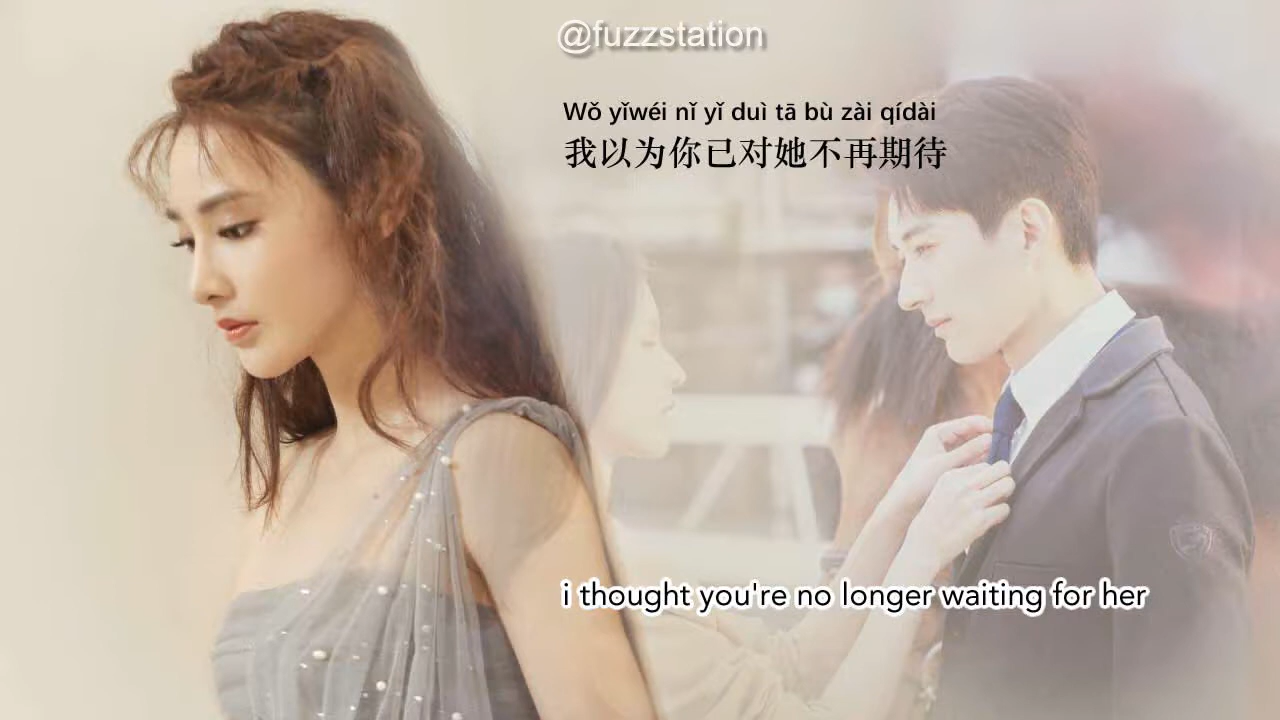 @fuzzstation
Wǒ yǐwéi nǐ yǐ duì tā bù zài qídài
我以为你已对她不再期待
i thought you're no longer waiting for her